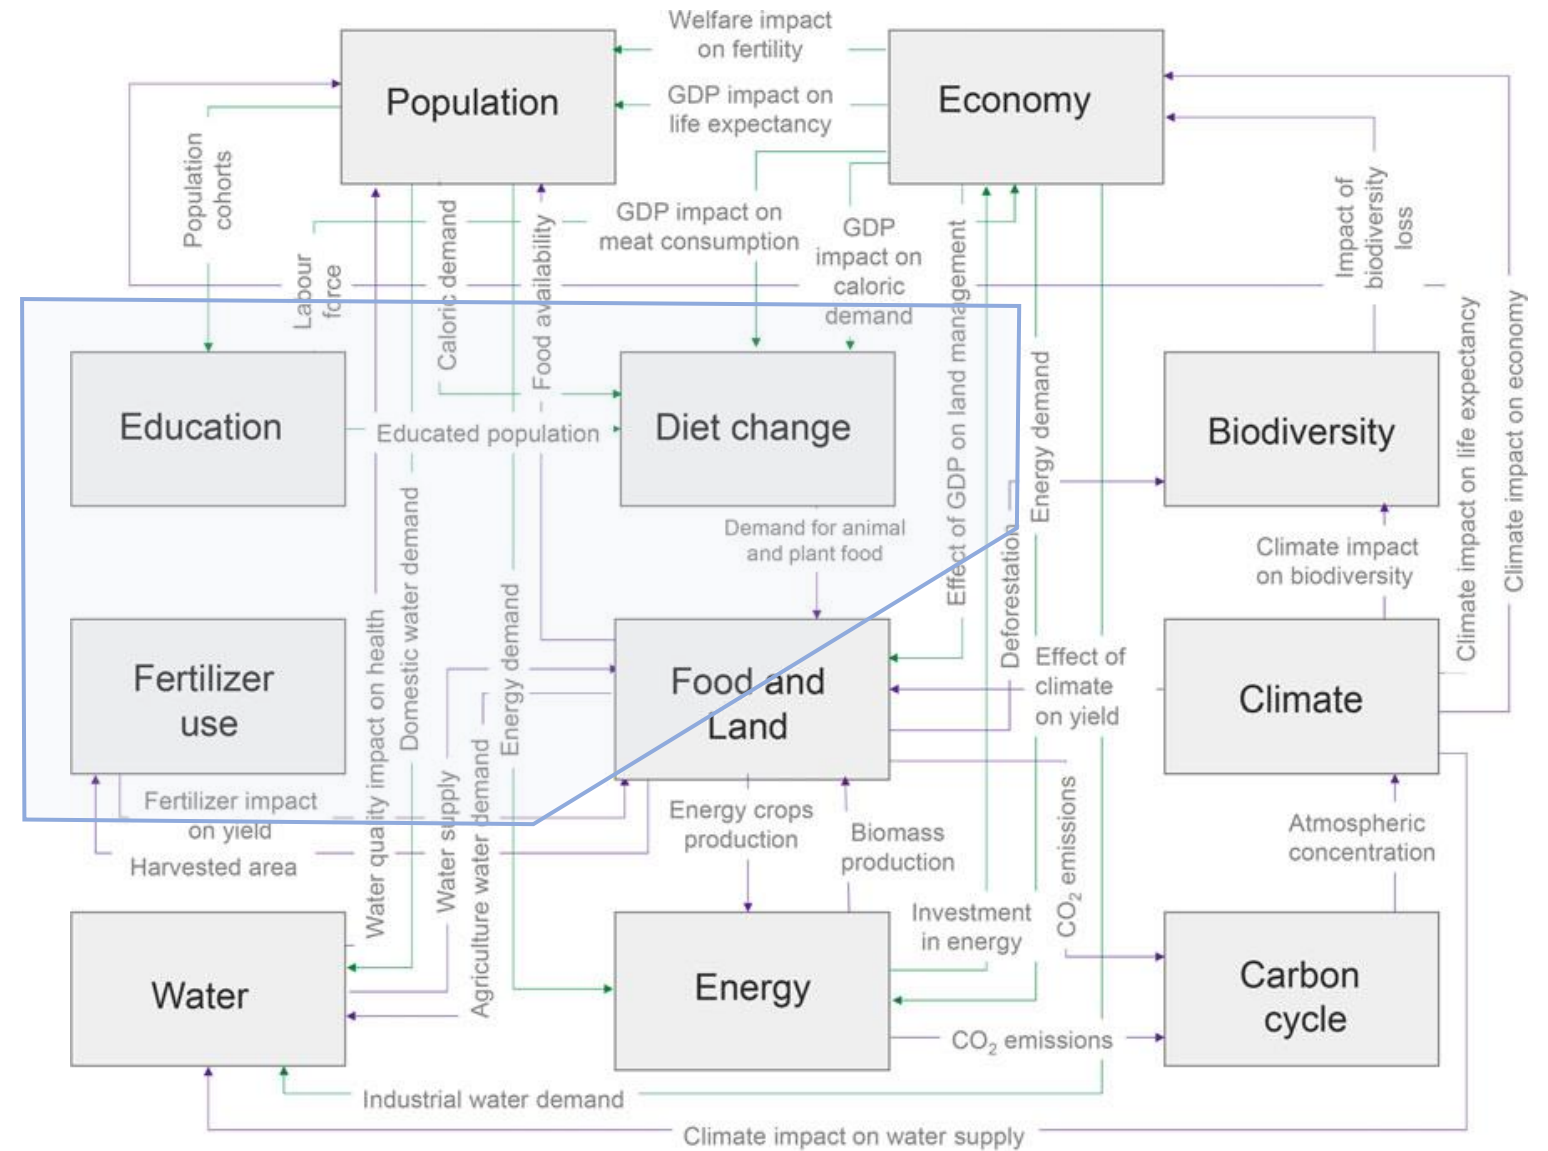 Welfare impact
on fertility
Population
Economy
GDP impact on
life expectancy
Population
cohorts
GDP impact on
meat consumption
GDP
impact on
caloric
demand
Labour
force
Caloric demand
Food availability
Effect of GDP on land management
Energy demand
Impact of
biodiversity
loss
Climate impact on life expectancy
Climate impact on economy
Education
Educated population
Diet change
Biodiversity
Demand for animal
and plant food
Climate impact
on biodiversity
Deforestation
Water quality impact on health
Domestic water demand
Energy demand
Fertilizer
use
Food and
Land
Effect of
climate
on yield
Climate
Fertilizer impact
on yield
Harvested area
Water supply
Agriculture water demand
Energy crops
production
Biomass
production
CO2 emissions
Atmospheric
concentration
Investment
in energy
Water
Energy
Carbon
cycle
CO2 emissions
Industrial water demand
Climate impact on water supply